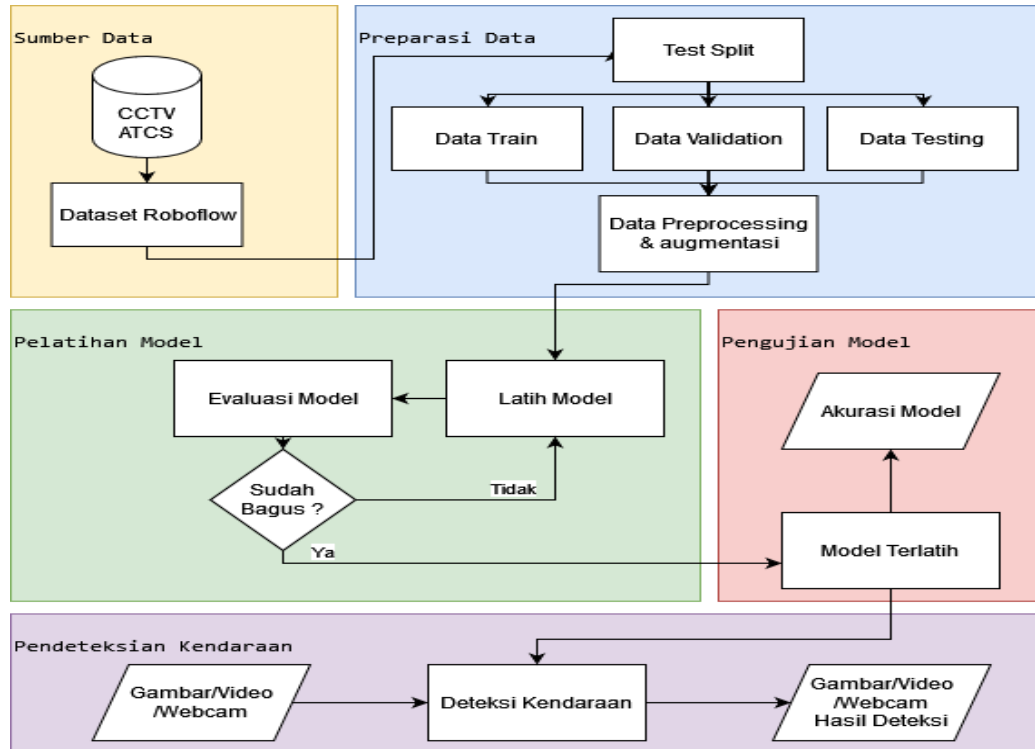 Sumber Data
CCTV
ATCS
Dataset Roboflow
Preparasi Data
Test Split
Data Train
Data Validation
Data Testing
Data Preprocessing
& augmentasi
Pelatihan Model
Evaluasi Model
Latih Model
Sudah
Bagus ?
Tidak
Ya
Pengujian Model
Akurasi Model
Model Terlatih
Pendeteksian Kendaraan
Gambar/Video
/Webcam
Deteksi Kendaraan
Gambar/Video
/Webcam
Hasil Deteksi